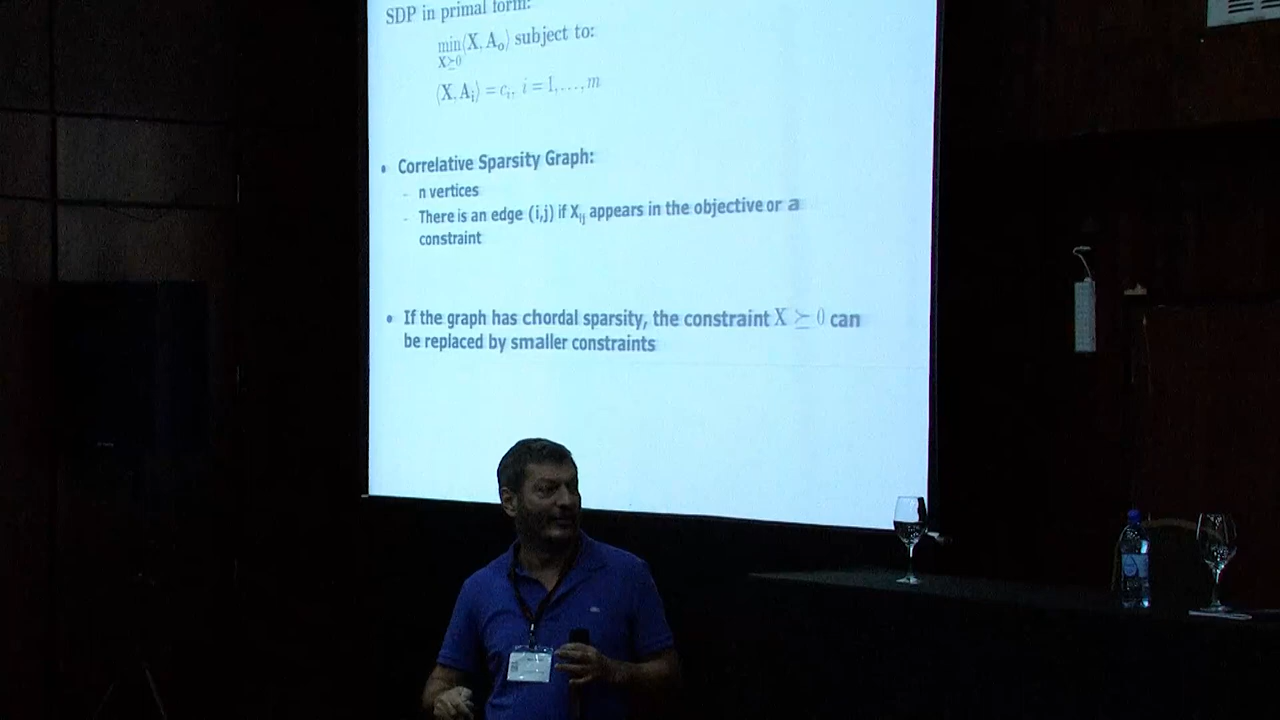 SDP in primal form:
min⟨X, A₀⟩ subject to:
X⪰0
⟨X, Aᵢ⟩ = cᵢ, i = 1, …, m
• Correlative Sparsity Graph:
- n vertices
- There is an edge (i,j) if Xᵢⱼ appears in the objective or a
constraint
• If the graph has chordal sparsity, the constraint X ⪰ 0 can
be replaced by smaller constraints